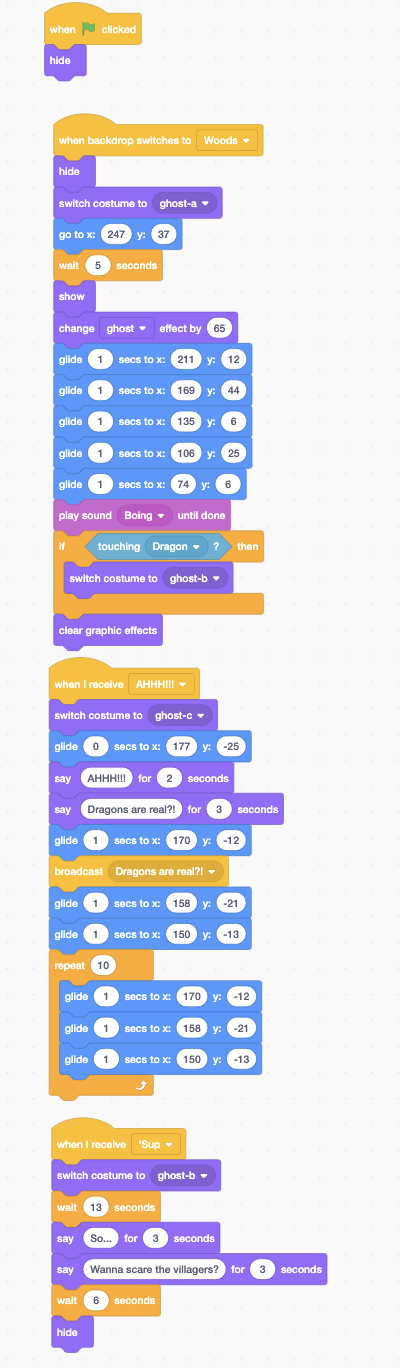 when clicked
hide
when backdrop switches to Woods
hide
switch costume to ghost-a
go to x: 247 y: 37
wait 5 seconds
show
change ghost effect by 65
glide 1 secs to x: 211 y: 12
glide 1 secs to x: 169 y: 44
glide 1 secs to x: 135 y: 6
glide 1 secs to x: 106 y: 25
glide 1 secs to x: 74 y: 6
play sound Boing until done
if touching Dragon ? then
switch costume to ghost-b
clear graphic effects
when I receive AHHH!!!
switch costume to ghost-c
glide 0 secs to x: 177 y: -25
say AHHH!!! for 2 seconds
say Dragons are real?! for 3 seconds
glide 1 secs to x: 170 y: -12
broadcast Dragons are real?!
glide 1 secs to x: 158 y: -21
glide 1 secs to x: 150 y: -13
repeat 10
glide 1 secs to x: 170 y: -12
glide 1 secs to x: 158 y: -21
glide 1 secs to x: 150 y: -13
when I receive 'Sup
switch costume to ghost-b
wait 13 seconds
say So... for 3 seconds
say Wanna scare the villagers? for 3 seconds
wait 6 seconds
hide